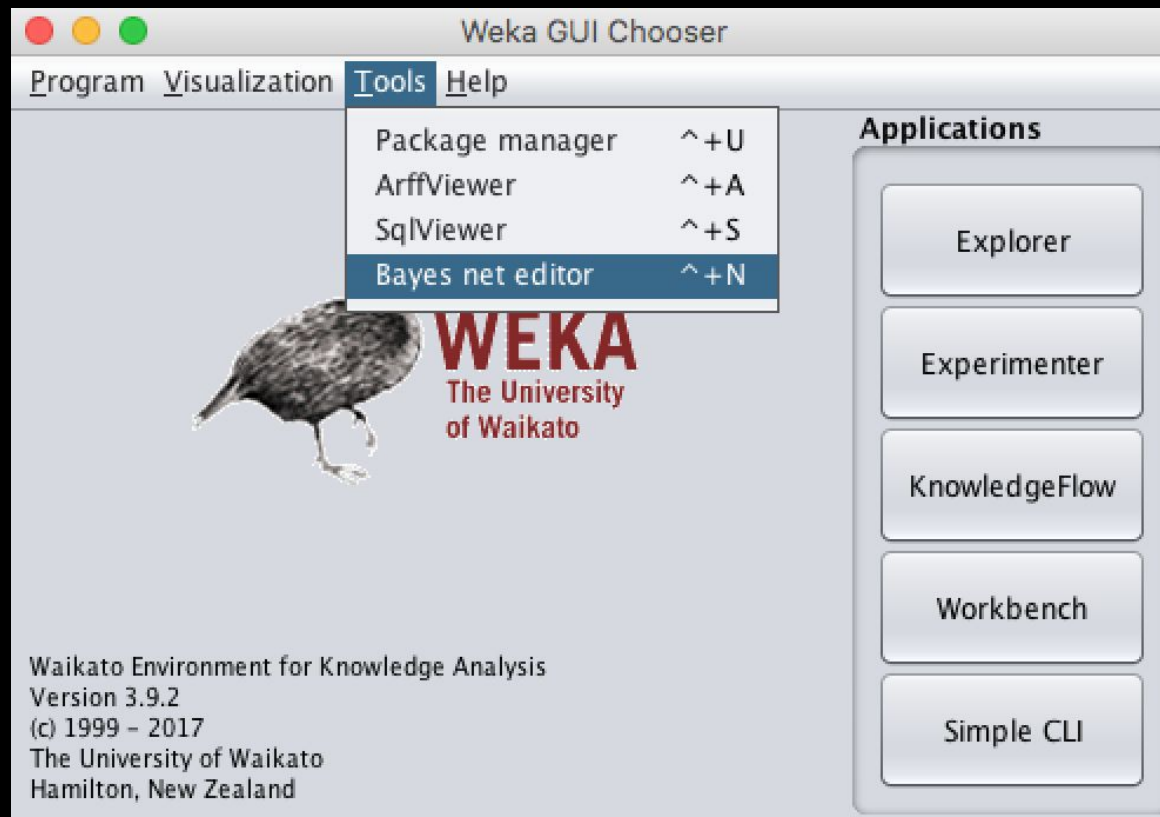 Weka GUI Chooser
Program Visualization Tools Help
Package manager ^+U
ArffViewer ^+A
SqlViewer ^+S
Bayes net editor ^+N
WEKA
The University
of Waikato
Waikato Environment for Knowledge Analysis
Version 3.9.2
(c) 1999 – 2017
The University of Waikato
Hamilton, New Zealand
Applications
Explorer
Experimenter
KnowledgeFlow
Workbench
Simple CLI